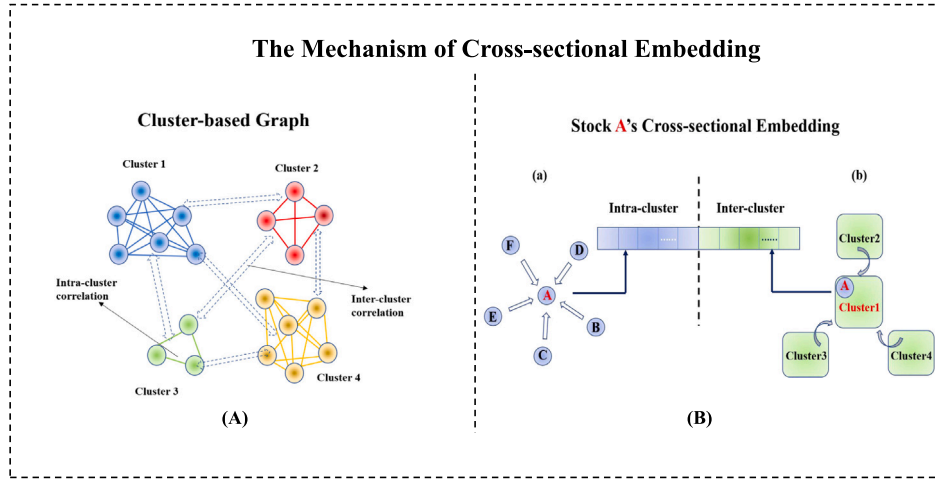 The Mechanism of Cross-sectional Embedding
Cluster-based Graph
Cluster 1
Cluster 2
Intra-cluster
correlation
Inter-cluster
correlation
Cluster 3
Cluster 4
(A)
Stock A's Cross-sectional Embedding
(a)
(b)
Intra-cluster
Inter-cluster
......
......
F
D
A
E
B
C
Cluster2
A
Cluster1
Cluster3
Cluster4
(B)